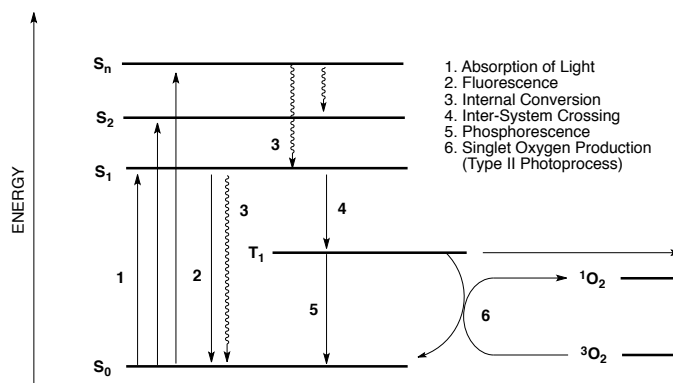 ENERGY
Sₙ
S₂
S₁
T₁
S₀
1
2
3
3
4
5
6
¹O₂
³O₂
1. Absorption of Light
2. Fluorescence
3. Internal Conversion
4. Inter-System Crossing
5. Phosphorescence
6. Singlet Oxygen Production
(Type II Photoprocess)